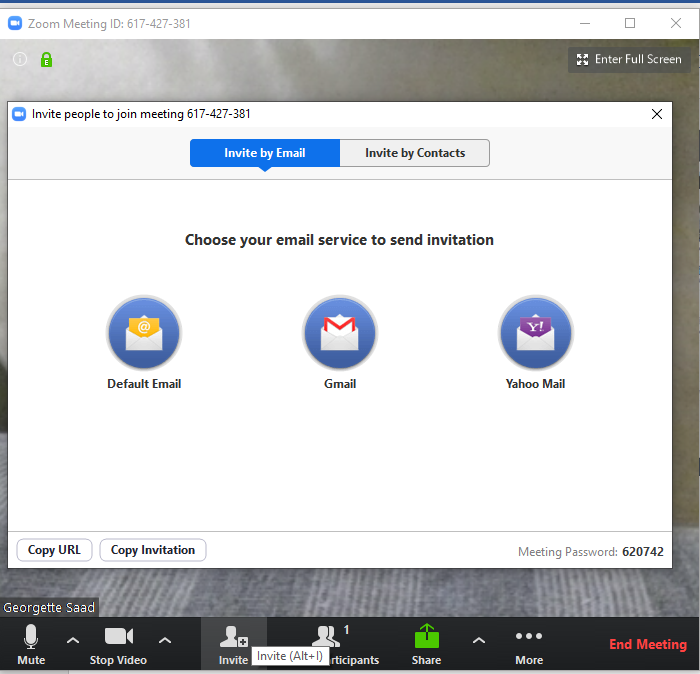 Zoom Meeting ID: 617-427-381
Enter Full Screen
Invite people to join meeting 617-427-381
Invite by Email
Invite by Contacts
Choose your email service to send invitation
@
Y!
Default Email
Gmail
Yahoo Mail
Copy URL
Copy Invitation
Meeting Password: 620742
Georgette Saad
1
Mute
Stop Video
Invite
Invite (Alt+I)
rticipants
Share
More
End Meeting